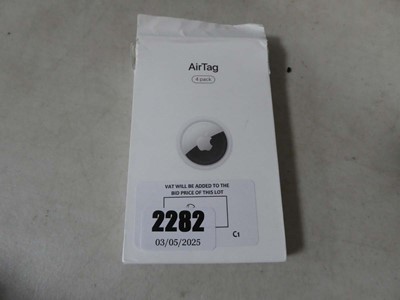 AirTag
4 pack
VAT WILL BE ADDED TO THE
BID PRICE OF THIS LOT
2282
C1
03/05/2025